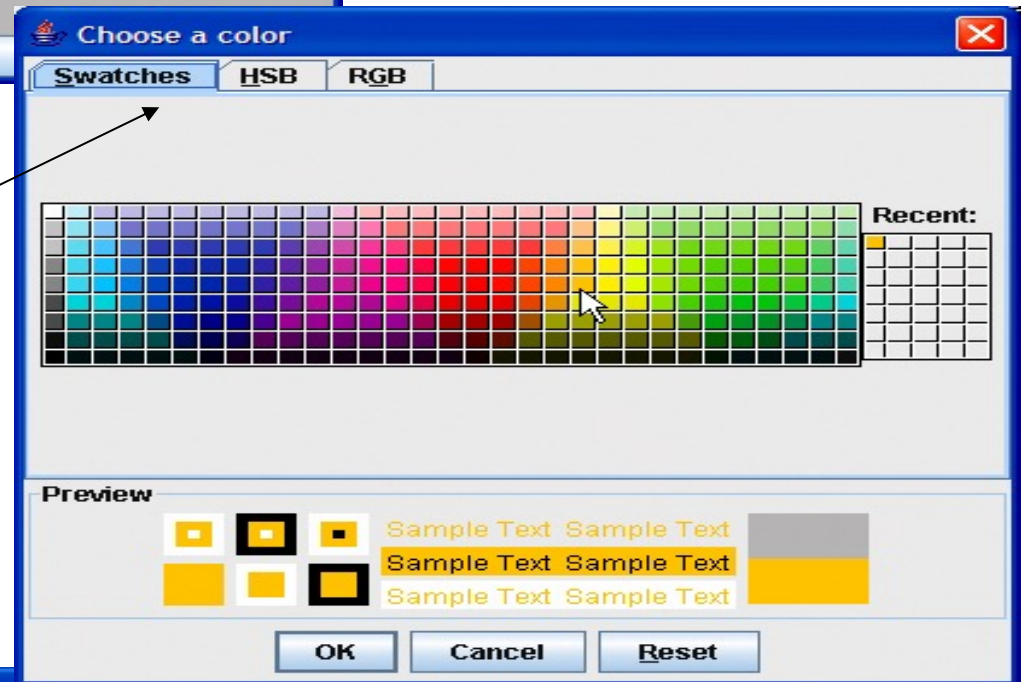 Choose a color
Swatches HSB RGB
Recent:
Preview
Sample Text Sample Text
Sample Text Sample Text
Sample Text Sample Text
OK Cancel Reset